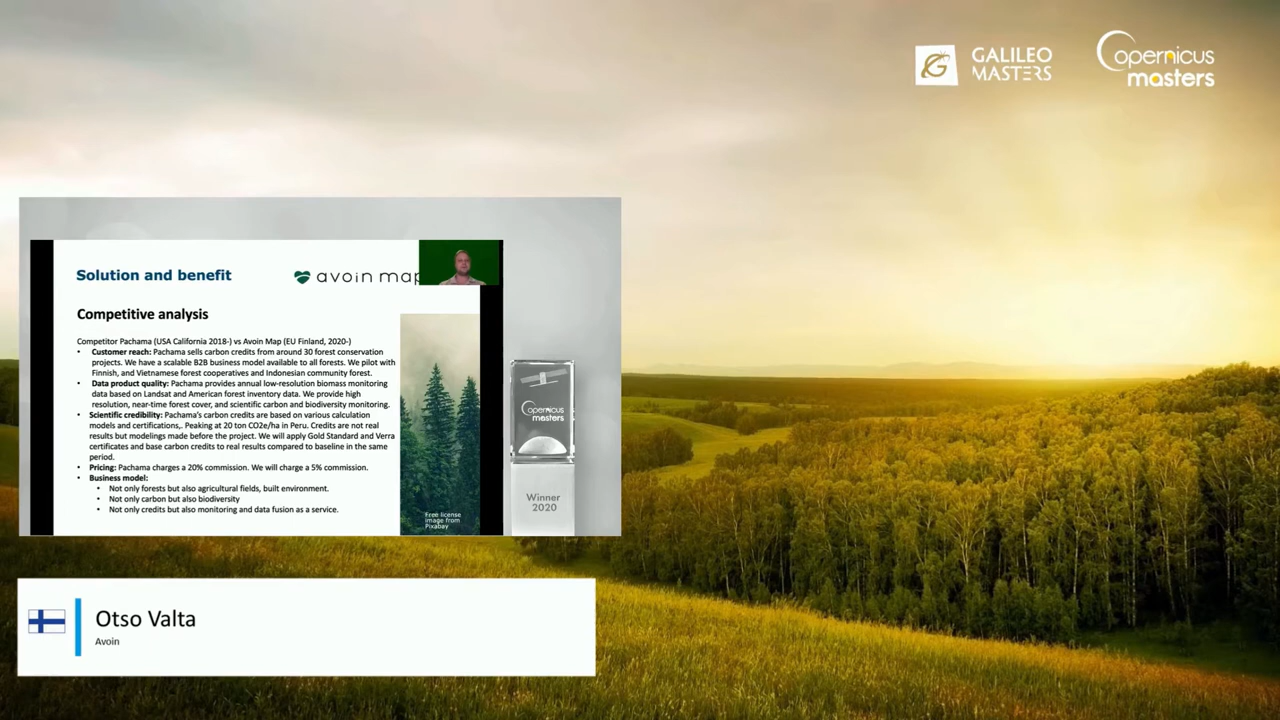 GALILEO
MASTERS
Copernicus
masters
Solution and benefit
avoin map
Competitive analysis
Competitor Pachama (USA California 2018-) vs Avoin Map (EU Finland, 2020-)
• Customer reach: Pachama sells carbon credits from around 30 forest conservation
projects. We have a scalable B2B business model available to all forests. We pilot with
Finnish, and Vietnamese forest cooperatives and Indonesian community forest.
• Data product quality: Pachama provides annual low-resolution biomass monitoring
data based on Landsat and American forest inventory data. We provide high
resolution, near-time forest cover, and scientific carbon and biodiversity monitoring.
• Scientific credibility: Pachama's carbon credits are based on various calculation
models and certifications,. Peaking at 20 ton CO2e/ha in Peru. Credits are not real
results but modelings made before the project. We will apply Gold Standard and Verra
certificates and base carbon credits to real results compared to baseline in the same
period.
• Pricing: Pachama charges a 20% commission. We will charge a 5% commission.
• Business model:
• Not only forests but also agricultural fields, built environment.
• Not only carbon but also biodiversity
• Not only credits but also monitoring and data fusion as a service.
Free license
image from
Pixabay
Copernicus
masters
Winner
2020
Otso Valta
Avoin